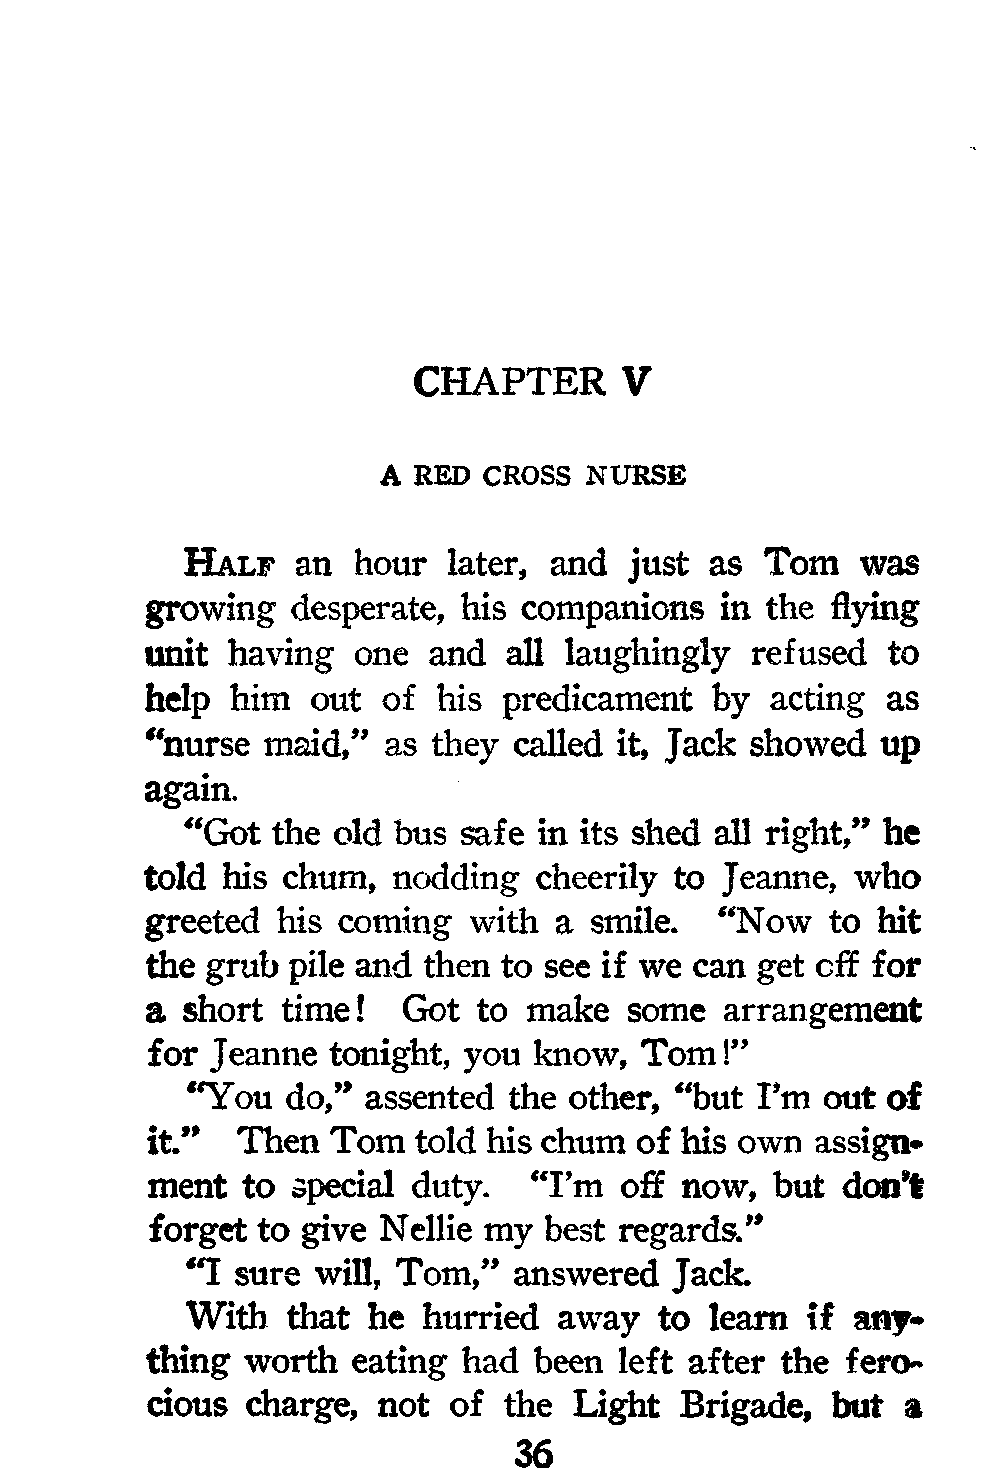 CHAPTER V
A RED CROSS NURSE
HALF an hour later, and just as Tom was
growing desperate, his companions in the flying
unit having one and all laughingly refused to
help him out of his predicament by acting as
“nurse maid,” as they called it, Jack showed up
again.
“Got the old bus safe in its shed all right,” he
told his chum, nodding cheerily to Jeanne, who
greeted his coming with a smile. “Now to hit
the grub pile and then to see if we can get off for
a short time! Got to make some arrangement
for Jeanne tonight, you know, Tom!”
“You do,” assented the other, “but I’m out of
it.” Then Tom told his chum of his own assign-
ment to special duty. “I’m off now, but don’t
forget to give Nellie my best regards.”
“I sure will, Tom,” answered Jack.
With that he hurried away to learn if any-
thing worth eating had been left after the fero-
cious charge, not of the Light Brigade, but a
36